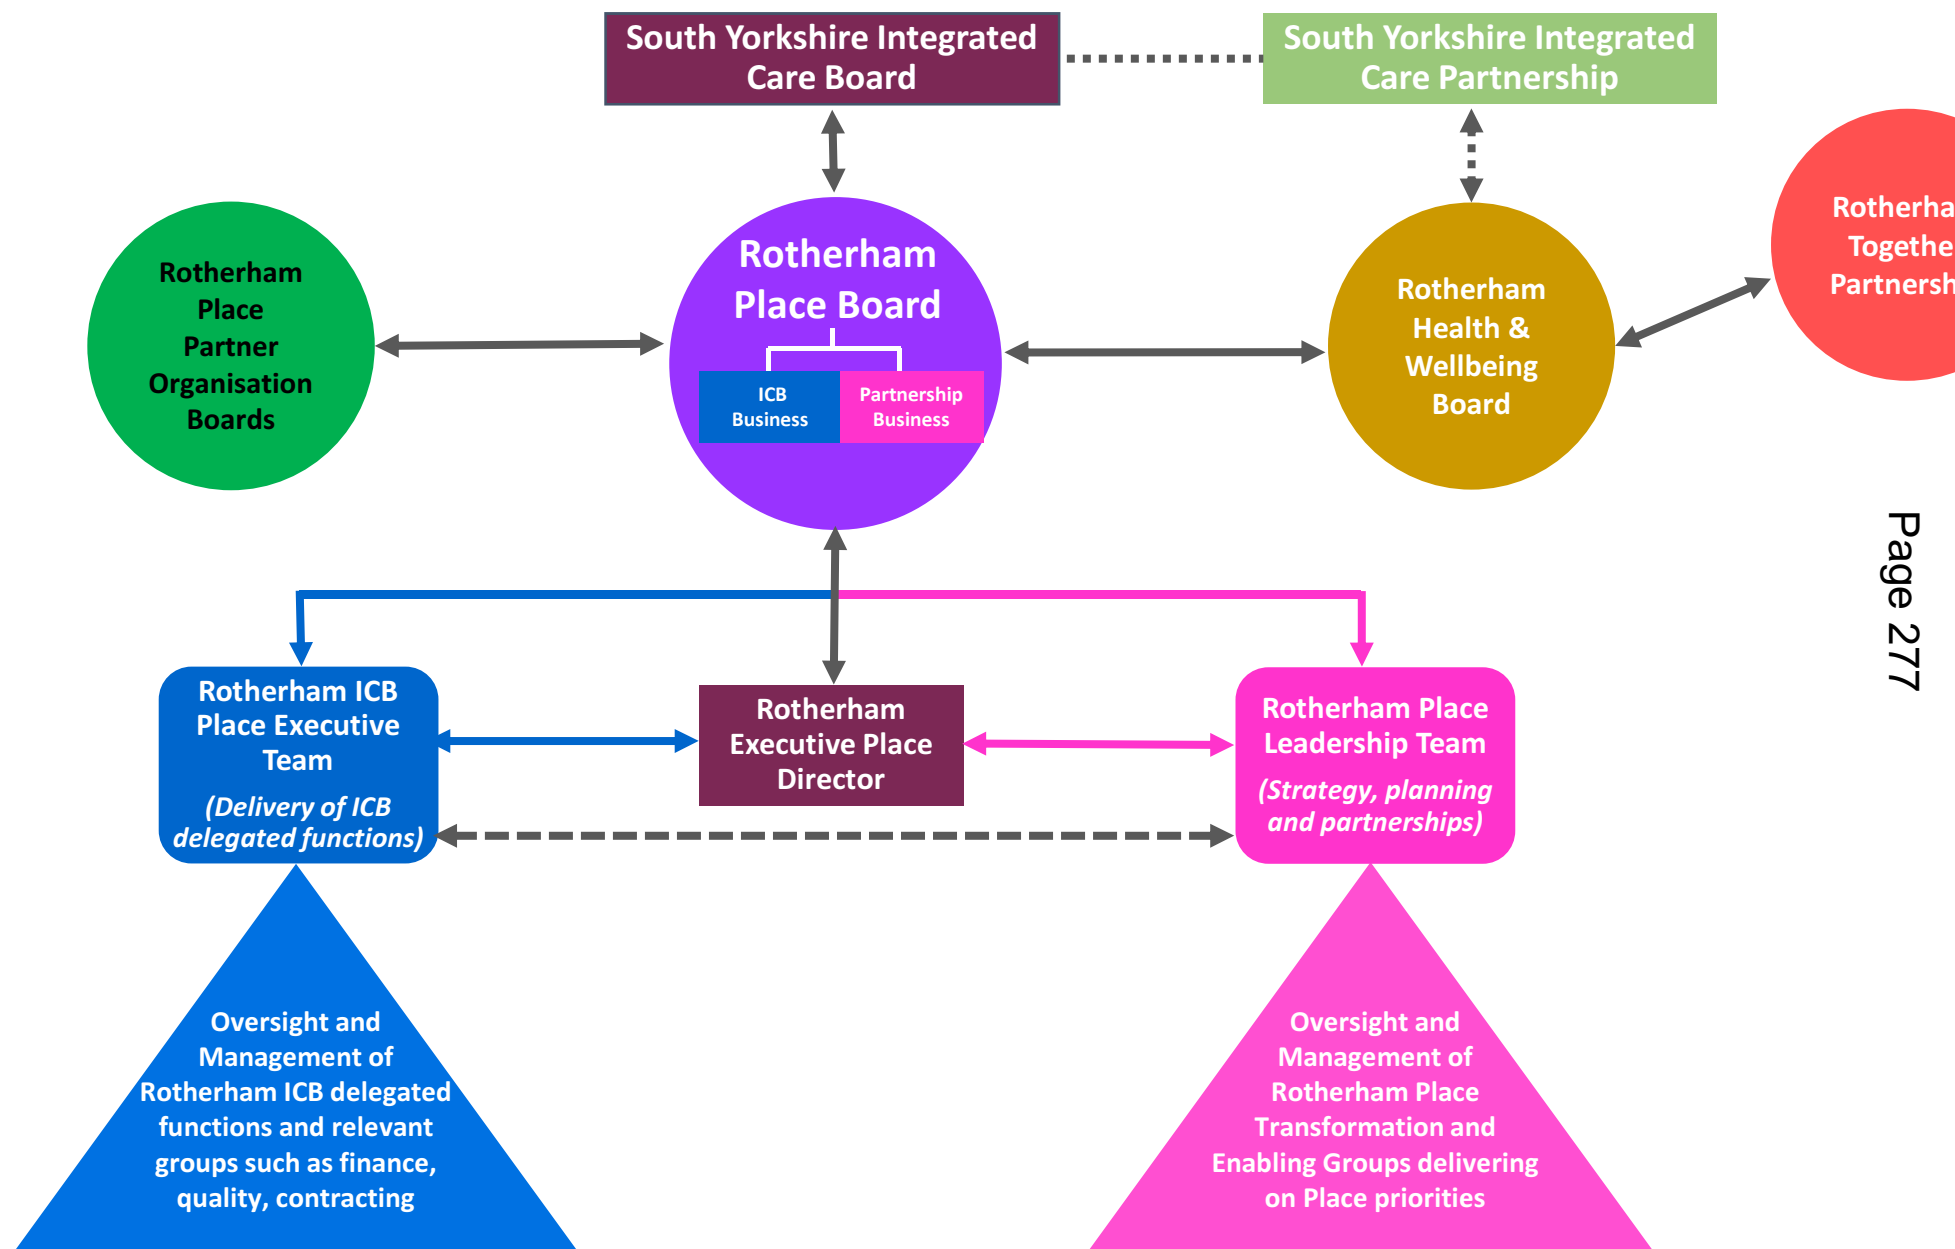 South Yorkshire Integrated
Care Board
South Yorkshire Integrated
Care Partnership
Rotherham
Place
Partner
Organisation
Boards
Rotherham
Place Board
ICB
Business
Partnership
Business
Rotherham
Health &
Wellbeing
Board
Rotherha
Togethe
Partnersh
Page 277
Rotherham ICB
Place Executive
Team
(Delivery of ICB
delegated functions)
Rotherham
Executive Place
Director
Rotherham Place
Leadership Team
(Strategy, planning
and partnerships)
Oversight and
Management of
Rotherham ICB delegated
functions and relevant
groups such as finance,
quality, contracting
Oversight and
Management of
Rotherham Place
Transformation and
Enabling Groups delivering
on Place priorities